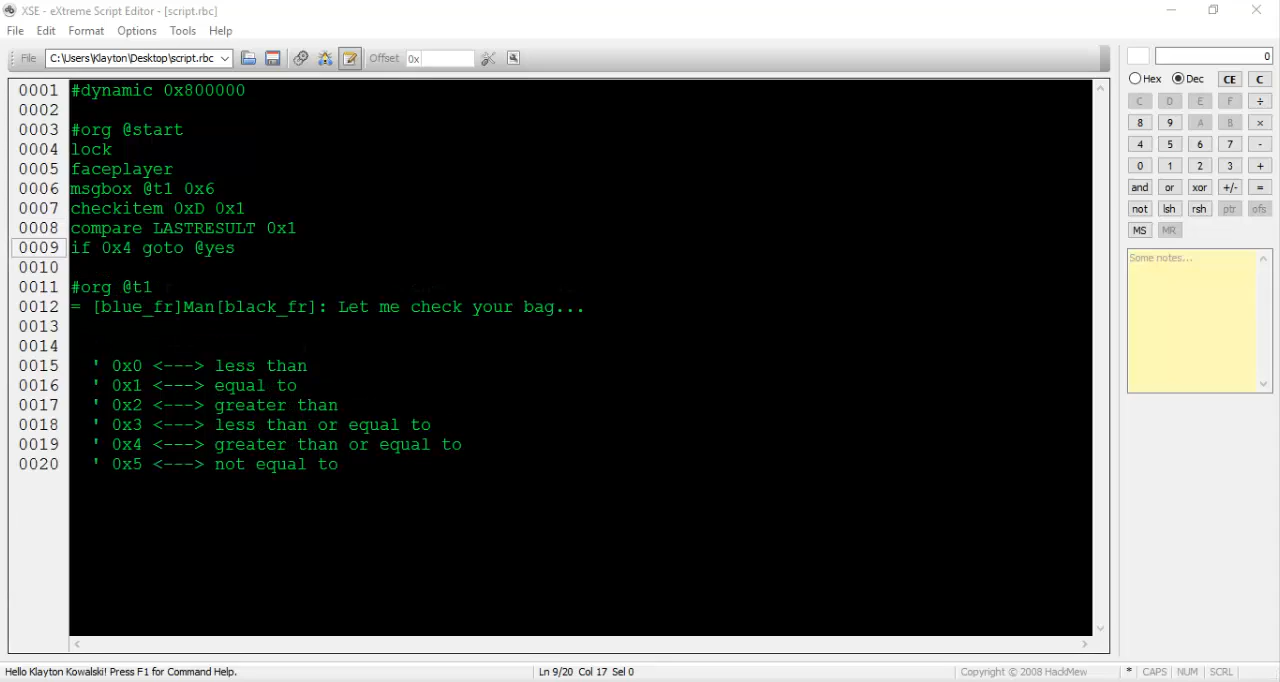 XSE - eXtreme Script Editor - [script.rbc]
File Edit Format Options Tools Help
File C:\Users\Klayton\Desktop\script.rbc Offset 0x
0
Hex Dec CE C
C D E F ÷
8 9 A B ×
4 5 6 7 -
0 1 2 3 +
and or xor +/- =
not lsh rsh ptr ofs
MS MR
Some notes...
0001 #dynamic 0x800000
0002
0003 #org @start
0004 lock
0005 faceplayer
0006 msgbox @t1 0x6
0007 checkitem 0xD 0x1
0008 compare LASTRESULT 0x1
0009 if 0x4 goto @yes
0010
0011 #org @t1
0012 = [blue_fr]Man[black_fr]: Let me check your bag...
0013
0014
0015 ' 0x0 <---> less than
0016 ' 0x1 <---> equal to
0017 ' 0x2 <---> greater than
0018 ' 0x3 <---> less than or equal to
0019 ' 0x4 <---> greater than or equal to
0020 ' 0x5 <---> not equal to
Hello Klayton Kowalski! Press F1 for Command Help. Ln 9/20 Col 17 Sel 0 Copyright © 2008 HackMew * CAPS NUM SCRL